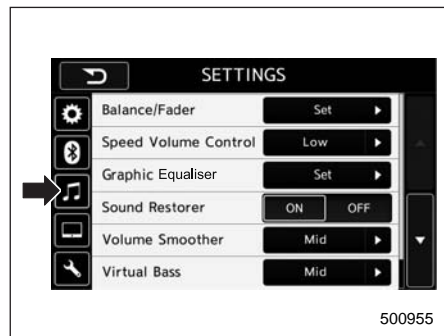 SETTINGS
Balance/Fader Set
Speed Volume Control Low
Graphic Equaliser Set
Sound Restorer ON OFF
Volume Smoother Mid
Virtual Bass Mid
500955